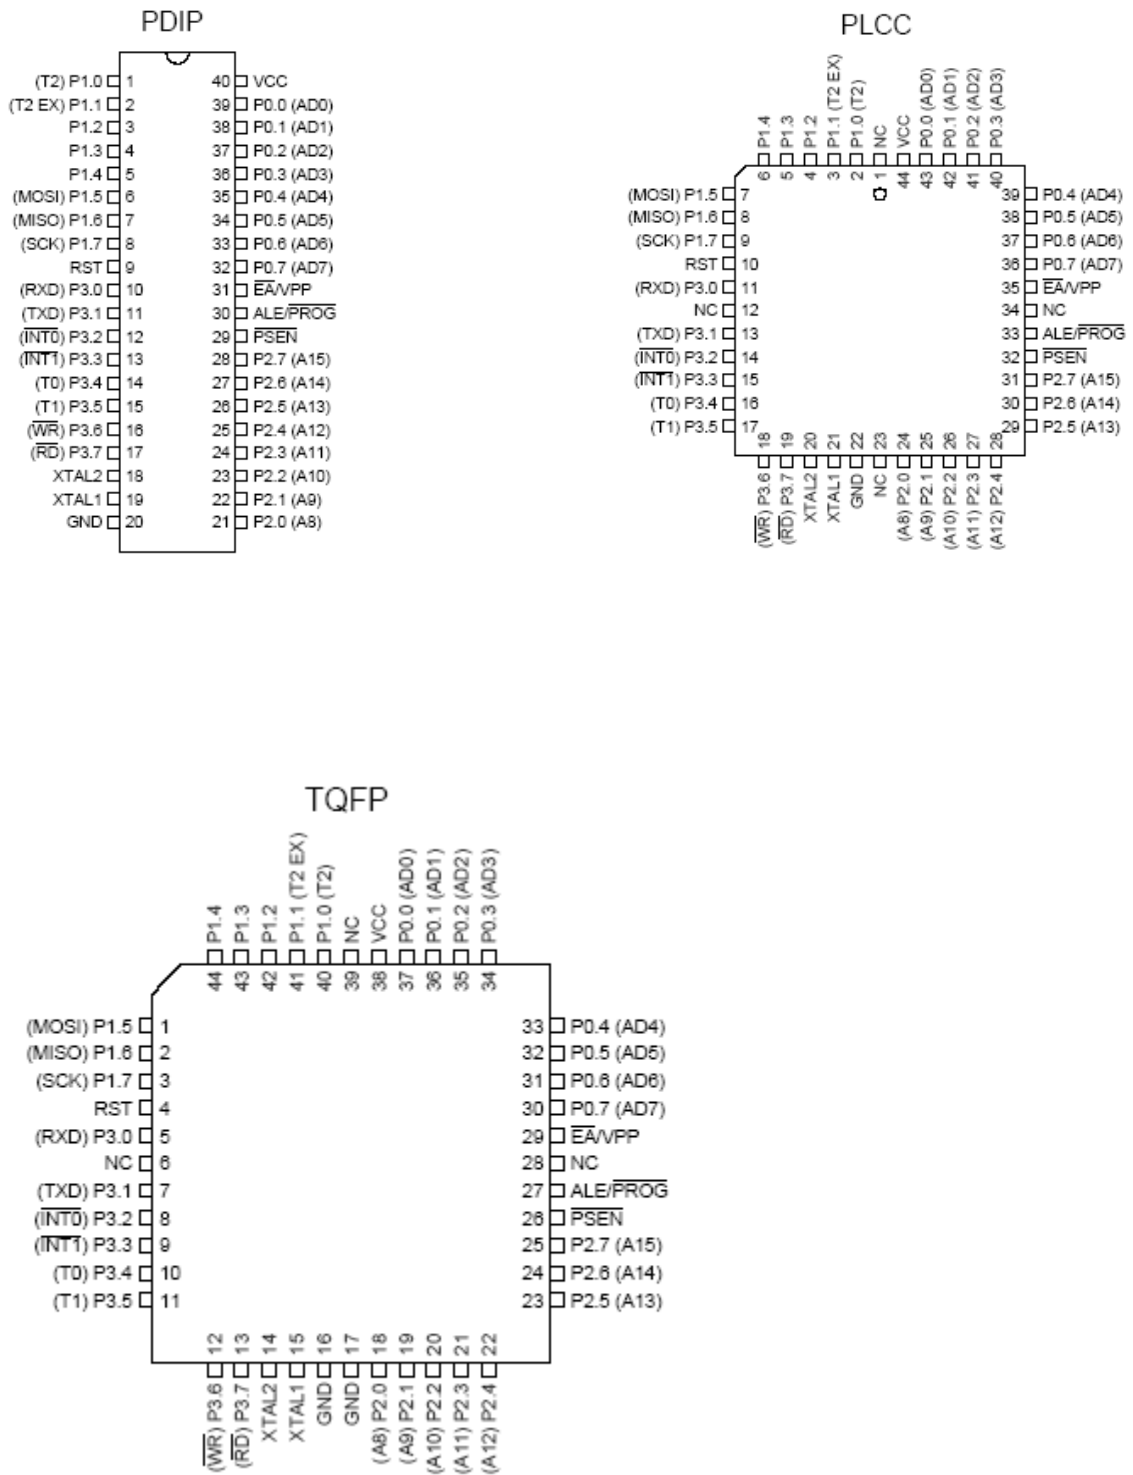 PDIP
(T2) P1.0 1 40 VCC
(T2 EX) P1.1 2 39 P0.0 (AD0)
P1.2 3 38 P0.1 (AD1)
P1.3 4 37 P0.2 (AD2)
P1.4 5 36 P0.3 (AD3)
(MOSI) P1.5 6 35 P0.4 (AD4)
(MISO) P1.6 7 34 P0.5 (AD5)
(SCK) P1.7 8 33 P0.6 (AD6)
RST 9 32 P0.7 (AD7)
(RXD) P3.0 10 31 EA/VPP
(TXD) P3.1 11 30 ALE/PROG
(INT0) P3.2 12 29 PSEN
(INT1) P3.3 13 28 P2.7 (A15)
(T0) P3.4 14 27 P2.6 (A14)
(T1) P3.5 15 26 P2.5 (A13)
(WR) P3.6 16 25 P2.4 (A12)
(RD) P3.7 17 24 P2.3 (A11)
XTAL2 18 23 P2.2 (A10)
XTAL1 19 22 P2.1 (A9)
GND 20 21 P2.0 (A8)
PLCC
P1.4
P1.3
P1.2
P1.1 (T2 EX)
P1.0 (T2)
NC
VCC
P0.0 (AD0)
P0.1 (AD1)
P0.2 (AD2)
P0.3 (AD3)
6 5 4 3 2 1 44 43 42 41 40
(MOSI) P1.5 7 39 P0.4 (AD4)
(MISO) P1.6 8 38 P0.5 (AD5)
(SCK) P1.7 9 37 P0.6 (AD6)
RST 10 36 P0.7 (AD7)
(RXD) P3.0 11 35 EA/VPP
NC 12 34 NC
(TXD) P3.1 13 33 ALE/PROG
(INT0) P3.2 14 32 PSEN
(INT1) P3.3 15 31 P2.7 (A15)
(T0) P3.4 16 30 P2.6 (A14)
(T1) P3.5 17 29 P2.5 (A13)
18 19 20 21 22 23 24 25 26 27 28
(WR) P3.6
(RD) P3.7
XTAL2
XTAL1
GND
NC
(A8) P2.0
(A9) P2.1
(A10) P2.2
(A11) P2.3
(A12) P2.4
TQFP
P1.4
P1.3
P1.2
P1.1 (T2 EX)
P1.0 (T2)
NC
VCC
P0.0 (AD0)
P0.1 (AD1)
P0.2 (AD2)
P0.3 (AD3)
44 43 42 41 40 39 38 37 36 35 34
(MOSI) P1.5 1 33 P0.4 (AD4)
(MISO) P1.6 2 32 P0.5 (AD5)
(SCK) P1.7 3 31 P0.6 (AD6)
RST 4 30 P0.7 (AD7)
(RXD) P3.0 5 29 EA/VPP
NC 6 28 NC
(TXD) P3.1 7 27 ALE/PROG
(INT0) P3.2 8 26 PSEN
(INT1) P3.3 9 25 P2.7 (A15)
(T0) P3.4 10 24 P2.6 (A14)
(T1) P3.5 11 23 P2.5 (A13)
12 13 14 15 16 17 18 19 20 21 22
(WR) P3.6
(RD) P3.7
XTAL2
XTAL1
GND
GND
(A8) P2.0
(A9) P2.1
(A10) P2.2
(A11) P2.3
(A12) P2.4